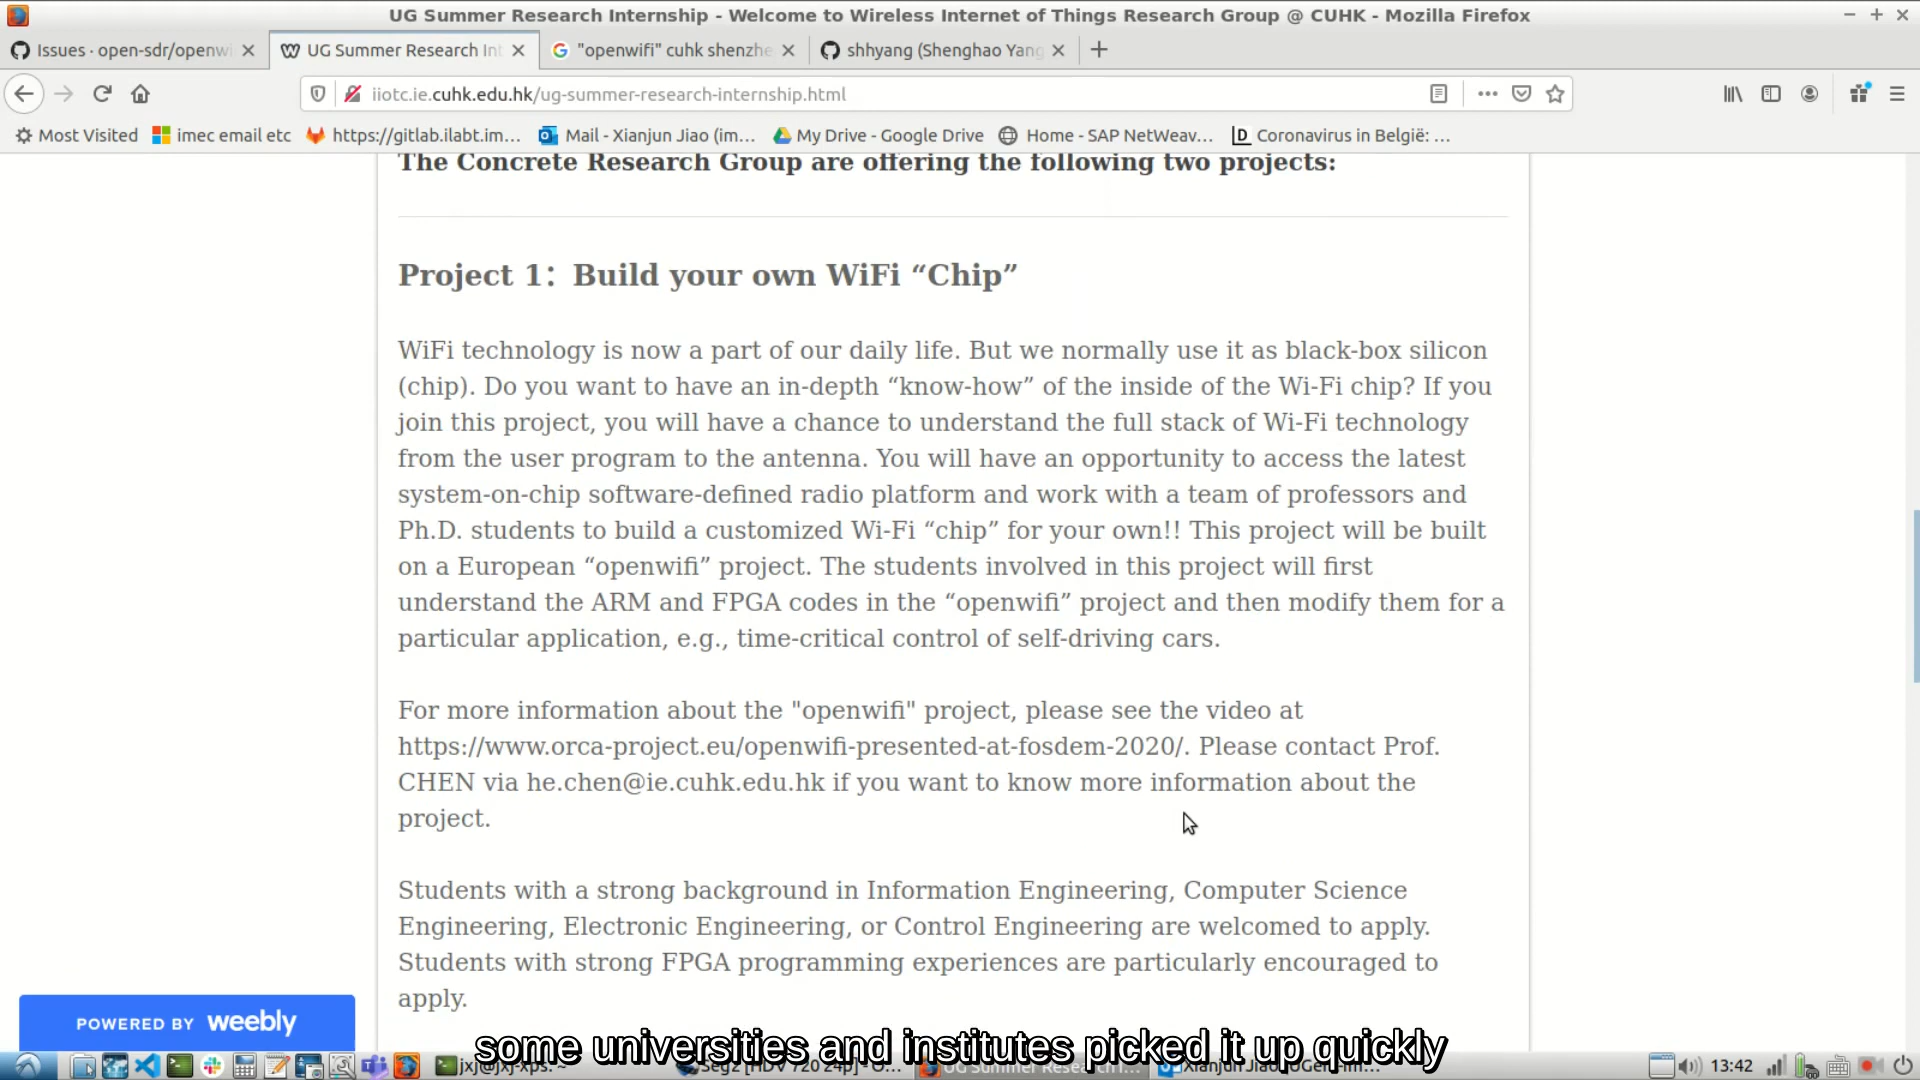 UG Summer Research Internship - Welcome to Wireless Internet of Things Research Group @ CUHK - Mozilla Firefox
Issues · open-sdr/openwi
UG Summer Research Int
"openwifi" cuhk shenzhe
shhyang (Shenghao Yang
iiotc.ie.cuhk.edu.hk/ug-summer-research-internship.html
Most Visited
imec email etc
https://gitlab.ilabt.im…
Mail - Xianjun Jiao (im…
My Drive - Google Drive
Home - SAP NetWeav…
Coronavirus in België: …
The Concrete Research Group are offering the following two projects:
Project 1：Build your own WiFi “Chip”
WiFi technology is now a part of our daily life. But we normally use it as black-box silicon
(chip). Do you want to have an in-depth “know-how” of the inside of the Wi-Fi chip? If you
join this project, you will have a chance to understand the full stack of Wi-Fi technology
from the user program to the antenna. You will have an opportunity to access the latest
system-on-chip software-defined radio platform and work with a team of professors and
Ph.D. students to build a customized Wi-Fi “chip” for your own!! This project will be built
on a European “openwifi” project. The students involved in this project will first
understand the ARM and FPGA codes in the “openwifi” project and then modify them for a
particular application, e.g., time-critical control of self-driving cars.
For more information about the "openwifi" project, please see the video at
https://www.orca-project.eu/openwifi-presented-at-fosdem-2020/. Please contact Prof.
CHEN via he.chen@ie.cuhk.edu.hk if you want to know more information about the
project.
Students with a strong background in Information Engineering, Computer Science
Engineering, Electronic Engineering, or Control Engineering are welcomed to apply.
Students with strong FPGA programming experiences are particularly encouraged to
apply.
POWERED BY weebly
some universities and institutes picked it up quickly
jxj@jxj-xps: ~
13:42